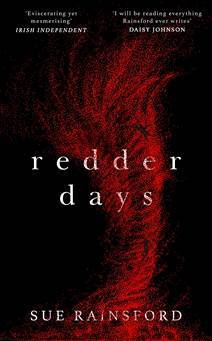 'Eviscerating yet
mesmerising'
IRISH INDEPENDENT
'I will be reading everything
Rainsford ever writes'
DAISY JOHNSON
redder
days
SUE RAINSFORD